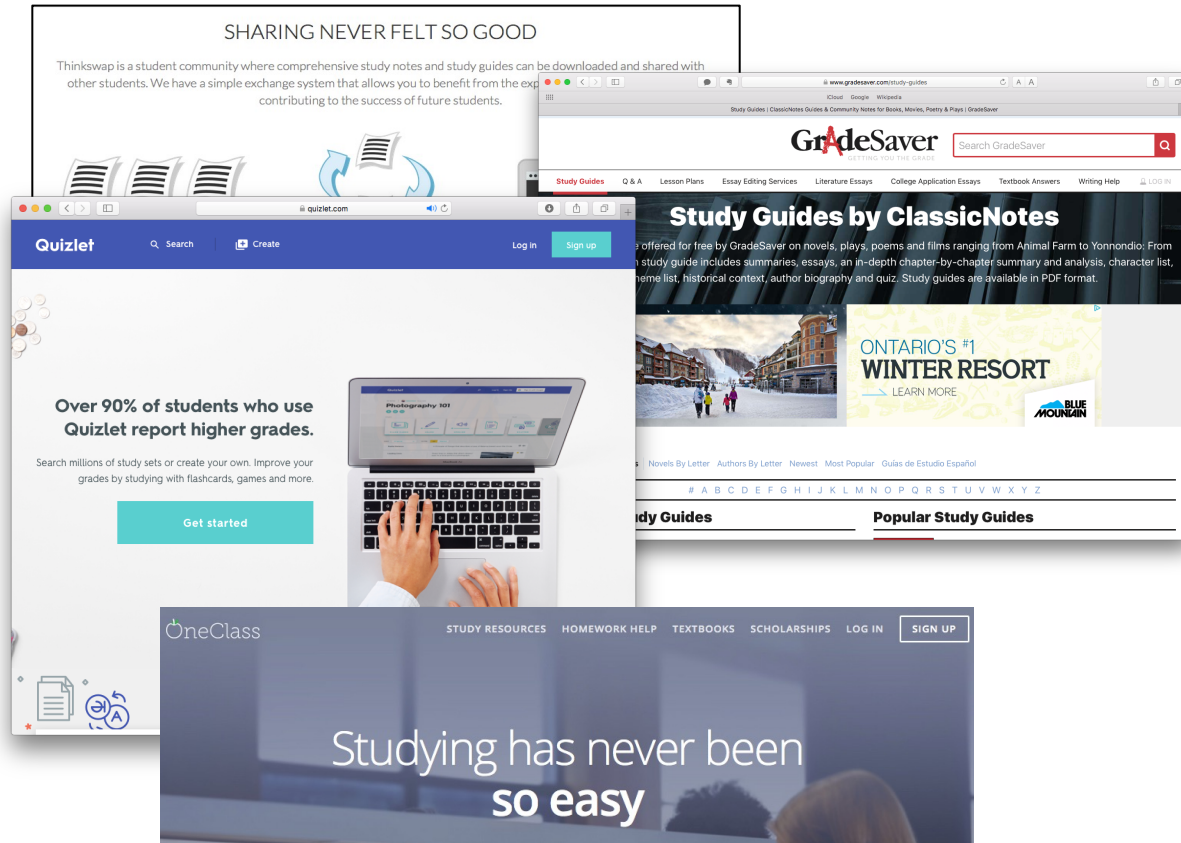 SHARING NEVER FELT SO GOOD
Thinkswap is a student community where comprehensive study notes and study guides can be downloaded and shared with
other students. We have a simple exchange system that allows you to benefit from the
contributing to the success of future students.
www.gradesaver.com/study-guides
A A
iCloud Google Wikipedia
Study Guides | ClassicNotes Guides & Community Notes for Books, Movies, Poetry & Plays | GradeSaver
GradeSaver
GETTING YOU THE GRADE
Search GradeSaver
Study Guides Q & A Lesson Plans Essay Editing Services Literature Essays College Application Essays Textbook Answers Writing Help LOG IN
Study Guides by ClassicNotes
offered for free by GradeSaver on novels, plays, poems and films ranging from Animal Farm to Yonnondio: From
study guide includes summaries, essays, an in-depth chapter-by-chapter summary and analysis, character list,
historical context, author biography and quiz. Study guides are available in PDF format.
ONTARIO'S #1
WINTER RESORT
LEARN MORE
BLUE
MOUNTAIN
Novels By Letter Authors By Letter Newest Most Popular Guías de Estudio Español
# A B C D E F G H I J K L M N O P Q R S T U V W X Y Z
Guides
Popular Study Guides
quizlet.com
Quizlet Search Create Log in Sign up
Over 90% of students who use
Quizlet report higher grades.
Search millions of study sets or create your own. Improve your
grades by studying with flashcards, games and more.
Get started
Photography 101
OneClass
STUDY RESOURCES HOMEWORK HELP TEXTBOOKS SCHOLARSHIPS LOG IN SIGN UP
Studying has never been
so easy